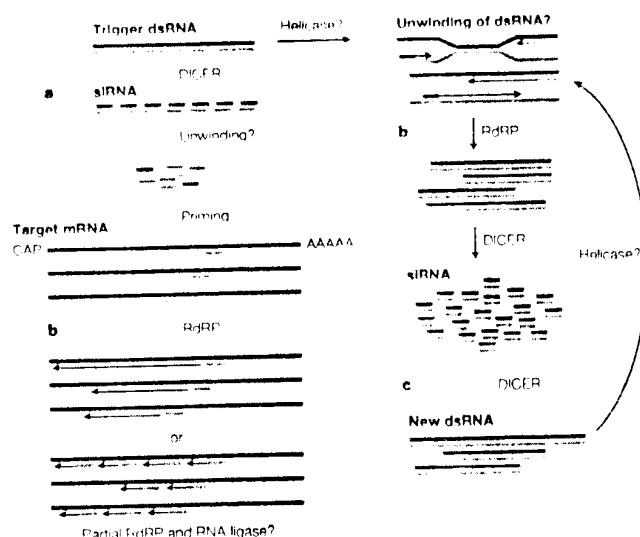 Trigger dsRNA
Helicase?
Unwinding of dsRNA?
DICER
a
siRNA
Unwinding?
Priming
Target mRNA
CAP
AAAAA
b
RdRP
or
Partial RdRP and RNA ligase?
b
RdRP
DICER
siRNA
Helicase?
c
DICER
New dsRNA